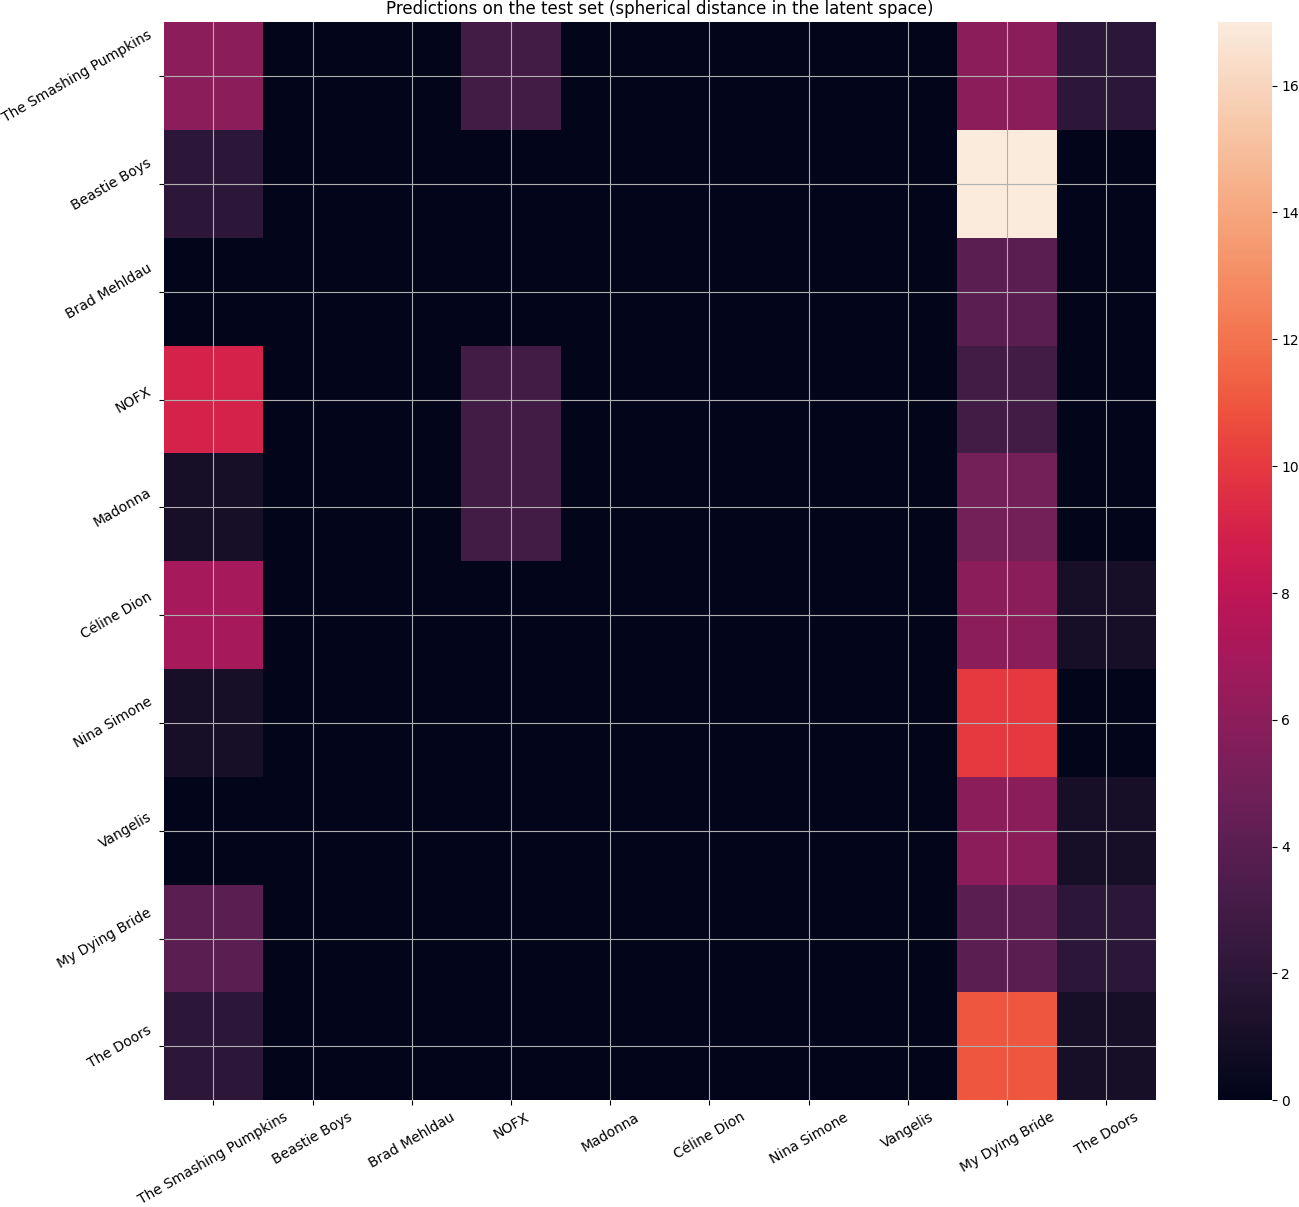 Predictions on the test set (spherical distance in the latent space)
The Smashing Pumpkins
Beastie Boys
Brad Mehldau
NOFX
Madonna
Céline Dion
Nina Simone
Vangelis
My Dying Bride
The Doors
The Smashing Pumpkins
Beastie Boys
Brad Mehldau
NOFX
Madonna
Céline Dion
Nina Simone
Vangelis
My Dying Bride
The Doors
16
14
12
10
8
6
4
2
0